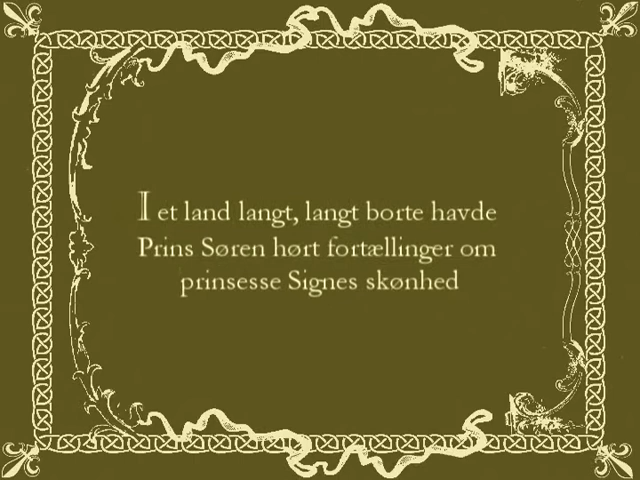 I et land langt, langt borte havde
Prins Søren hørt fortællinger om
prinsesse Signes skønhed